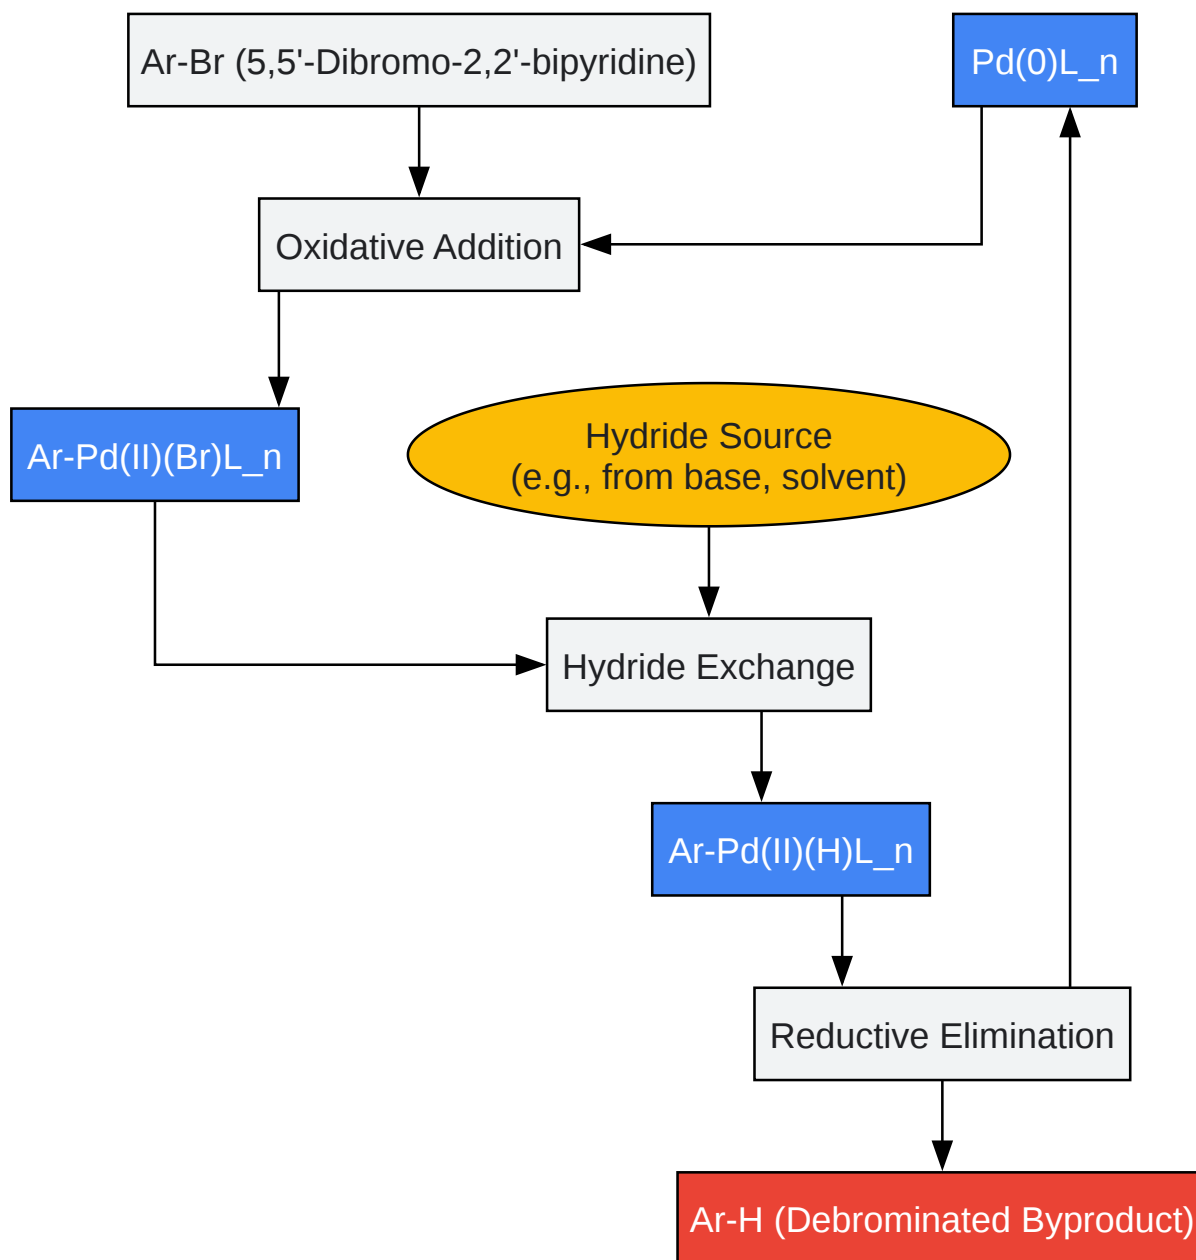 Ar-Br (5,5'-Dibromo-2,2'-bipyridine)
Pd(0)L_n
Oxidative Addition
Ar-Pd(II)(Br)L_n
Hydride Source
(e.g., from base, solvent)
Hydride Exchange
Ar-Pd(II)(H)L_n
Reductive Elimination
Ar-H (Debrominated Byproduct)